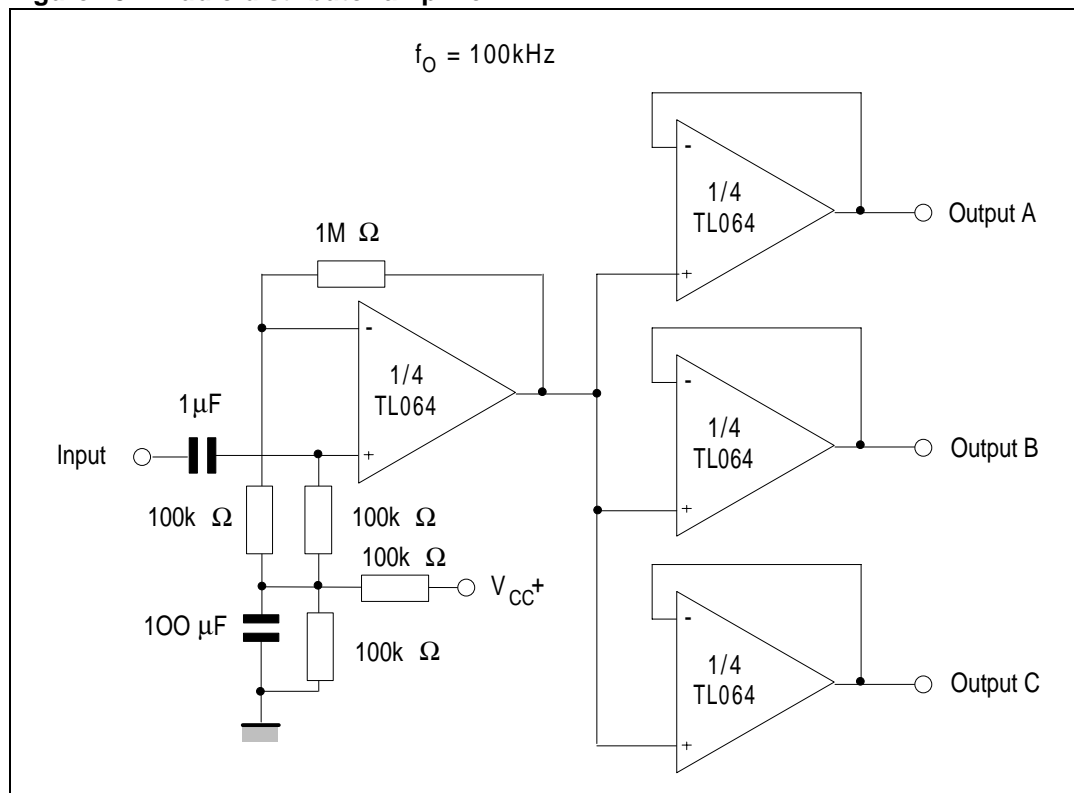 f_O = 100kHz
-
1/4
TL064
+
Output A
1M Ω
-
1/4
TL064
+
1µF
Input
-
1/4
TL064
+
Output B
100k Ω
100k Ω
100k Ω
V_CC+
100 µF
100k Ω
-
1/4
TL064
+
Output C